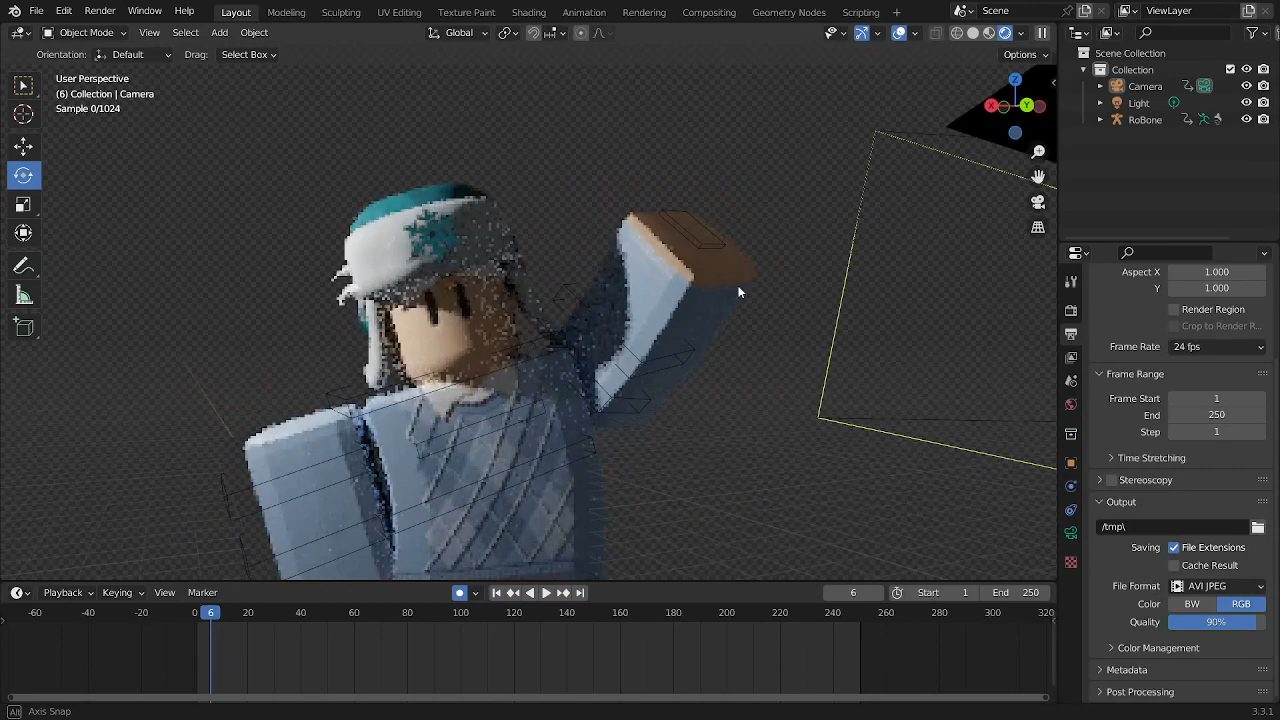 File Edit Render Window Help Layout Modeling Sculpting UV Editing Texture Paint Shading Animation Rendering Compositing Geometry Nodes Scripting + Scene ViewLayer
Object Mode View Select Add Object Global
Orientation: Default Drag: Select Box Options
Scene Collection
Collection
Camera
Light
RoBone
User Perspective
(6) Collection | Camera
Sample 0/1024
Z
X
Y
Aspect X 1.000
Y 1.000
Render Region
Crop to Render R...
Frame Rate 24 fps
Frame Range
Frame Start 1
End 250
Step 1
Time Stretching
Stereoscopy
Output
/tmp\
Saving File Extensions
Cache Result
File Format AVI JPEG
Color BW RGB
Quality 90%
Color Management
Metadata
Post Processing
Playback Keying View Marker 6 Start 1 End 250
-60 -40 -20 0 6 20 40 60 80 100 120 140 160 180 200 220 240 260 280 300 320
Alt Axis Snap 3.3.1